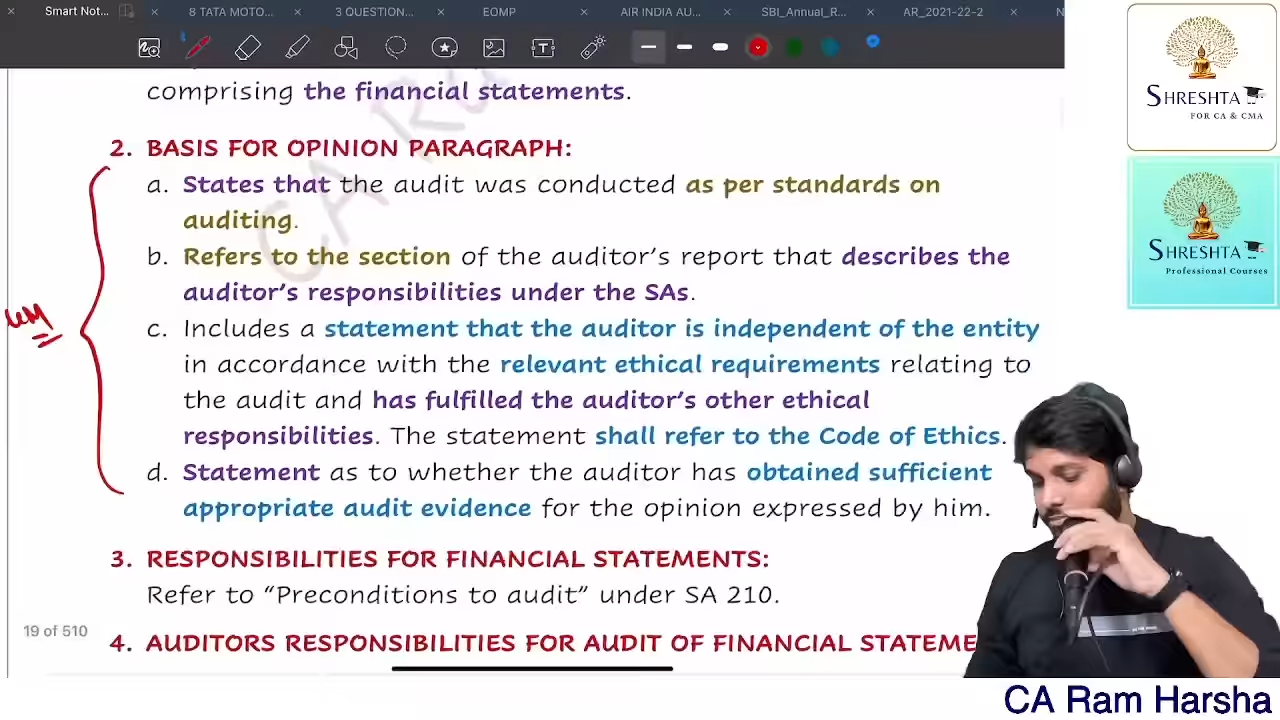 Smart Not...
8 TATA MOTO...
3 QUESTION...
EOMP
AIR INDIA AU...
SBI_Annual_R...
AR_2021-22-2
N
comprising the financial statements.
2. BASIS FOR OPINION PARAGRAPH:
a. States that the audit was conducted as per standards on
auditing.
b. Refers to the section of the auditor's report that describes the
auditor's responsibilities under the SAs.
c. Includes a statement that the auditor is independent of the entity
in accordance with the relevant ethical requirements relating to
the audit and has fulfilled the auditor's other ethical
responsibilities. The statement shall refer to the Code of Ethics.
d. Statement as to whether the auditor has obtained sufficient
appropriate audit evidence for the opinion expressed by him.
3. RESPONSIBILITIES FOR FINANCIAL STATEMENTS:
Refer to "Preconditions to audit" under SA 210.
19 of 510
4. AUDITORS RESPONSIBILITIES FOR AUDIT OF FINANCIAL STATEME
CA Ra
SHRESHTA
FOR CA & CMA
SHRESHTA
Professional Courses
CA Ram Harsha